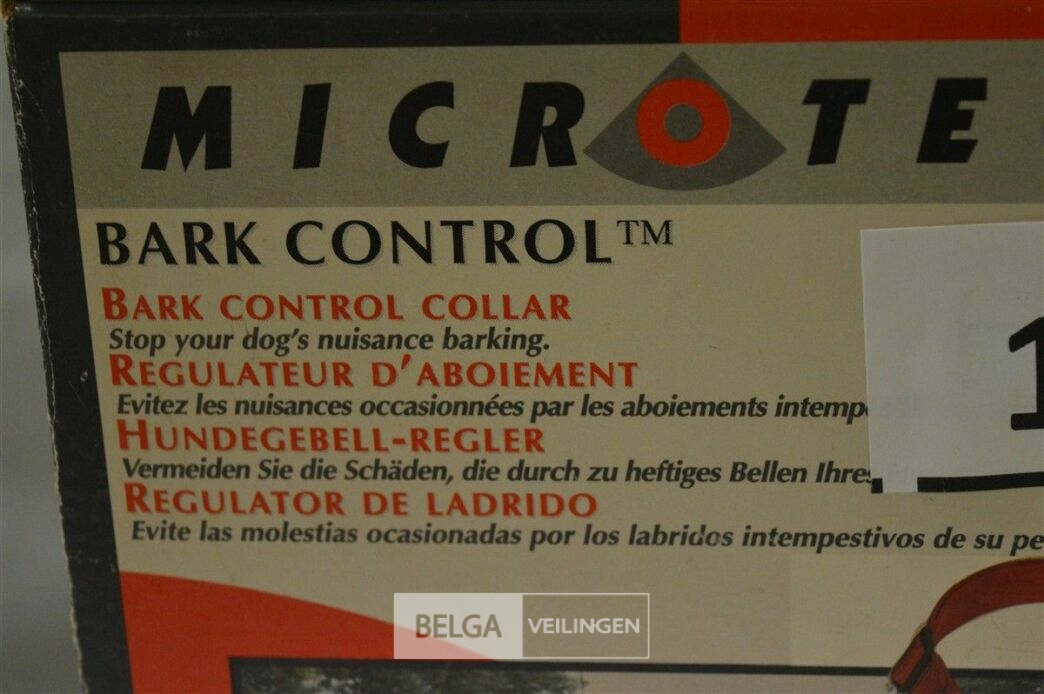 MICROTE
BARK CONTROL™
BARK CONTROL COLLAR
Stop your dog's nuisance barking.
REGULATEUR D'ABOIEMENT
Evitez les nuisances occasionnées par les aboiements
HUNDEGEBELL-REGLER
Vermeiden Sie die Schäden, die durch zu heftiges Bellen Ihres
REGULATOR DE LADRIDO
Evite las molestias ocasionadas por los labridos intempestivos de su
1
BELGA VEILINGEN